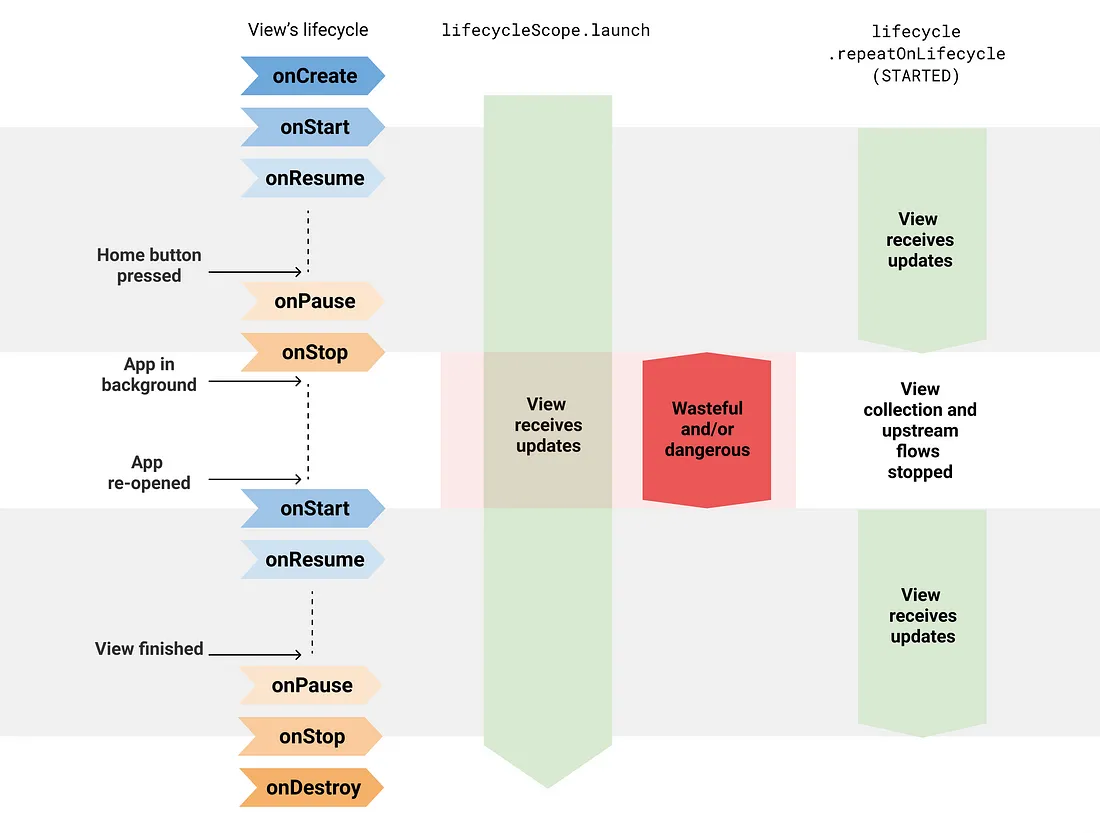 View’s lifecycle
lifecycleScope.launch
lifecycle
.repeatOnLifecycle
(STARTED)
onCreate
onStart
onResume
View
receives
updates
Home button
pressed
onPause
onStop
App in
background
View
receives
updates
Wasteful
and/or
dangerous
View
collection and
upstream
flows
stopped
App
re-opened
onStart
onResume
View
receives
updates
View finished
onPause
onStop
onDestroy